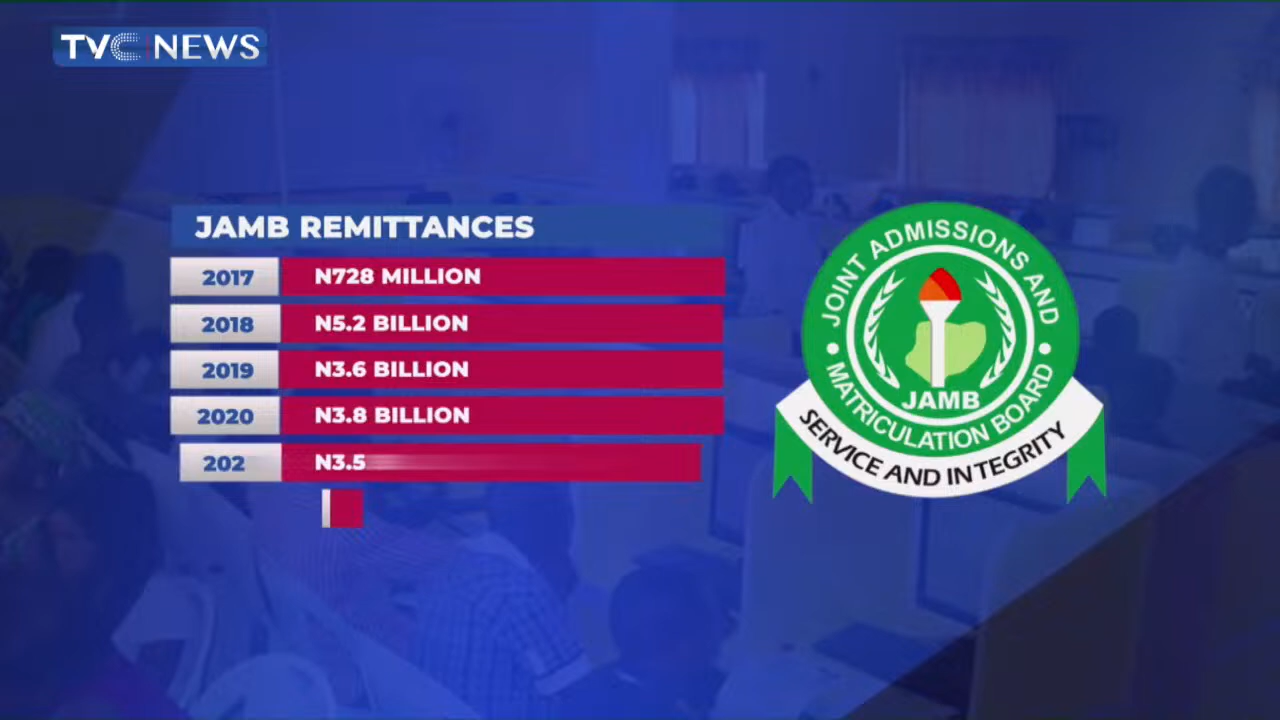 TVC NEWS
JAMB REMITTANCES
2017 N728 MILLION
2018 N5.2 BILLION
2019 N3.6 BILLION
2020 N3.8 BILLION
202 N3.5
JOINT ADMISSIONS AND
MATRICULATION BOARD
JAMB
SERVICE AND INTEGRITY